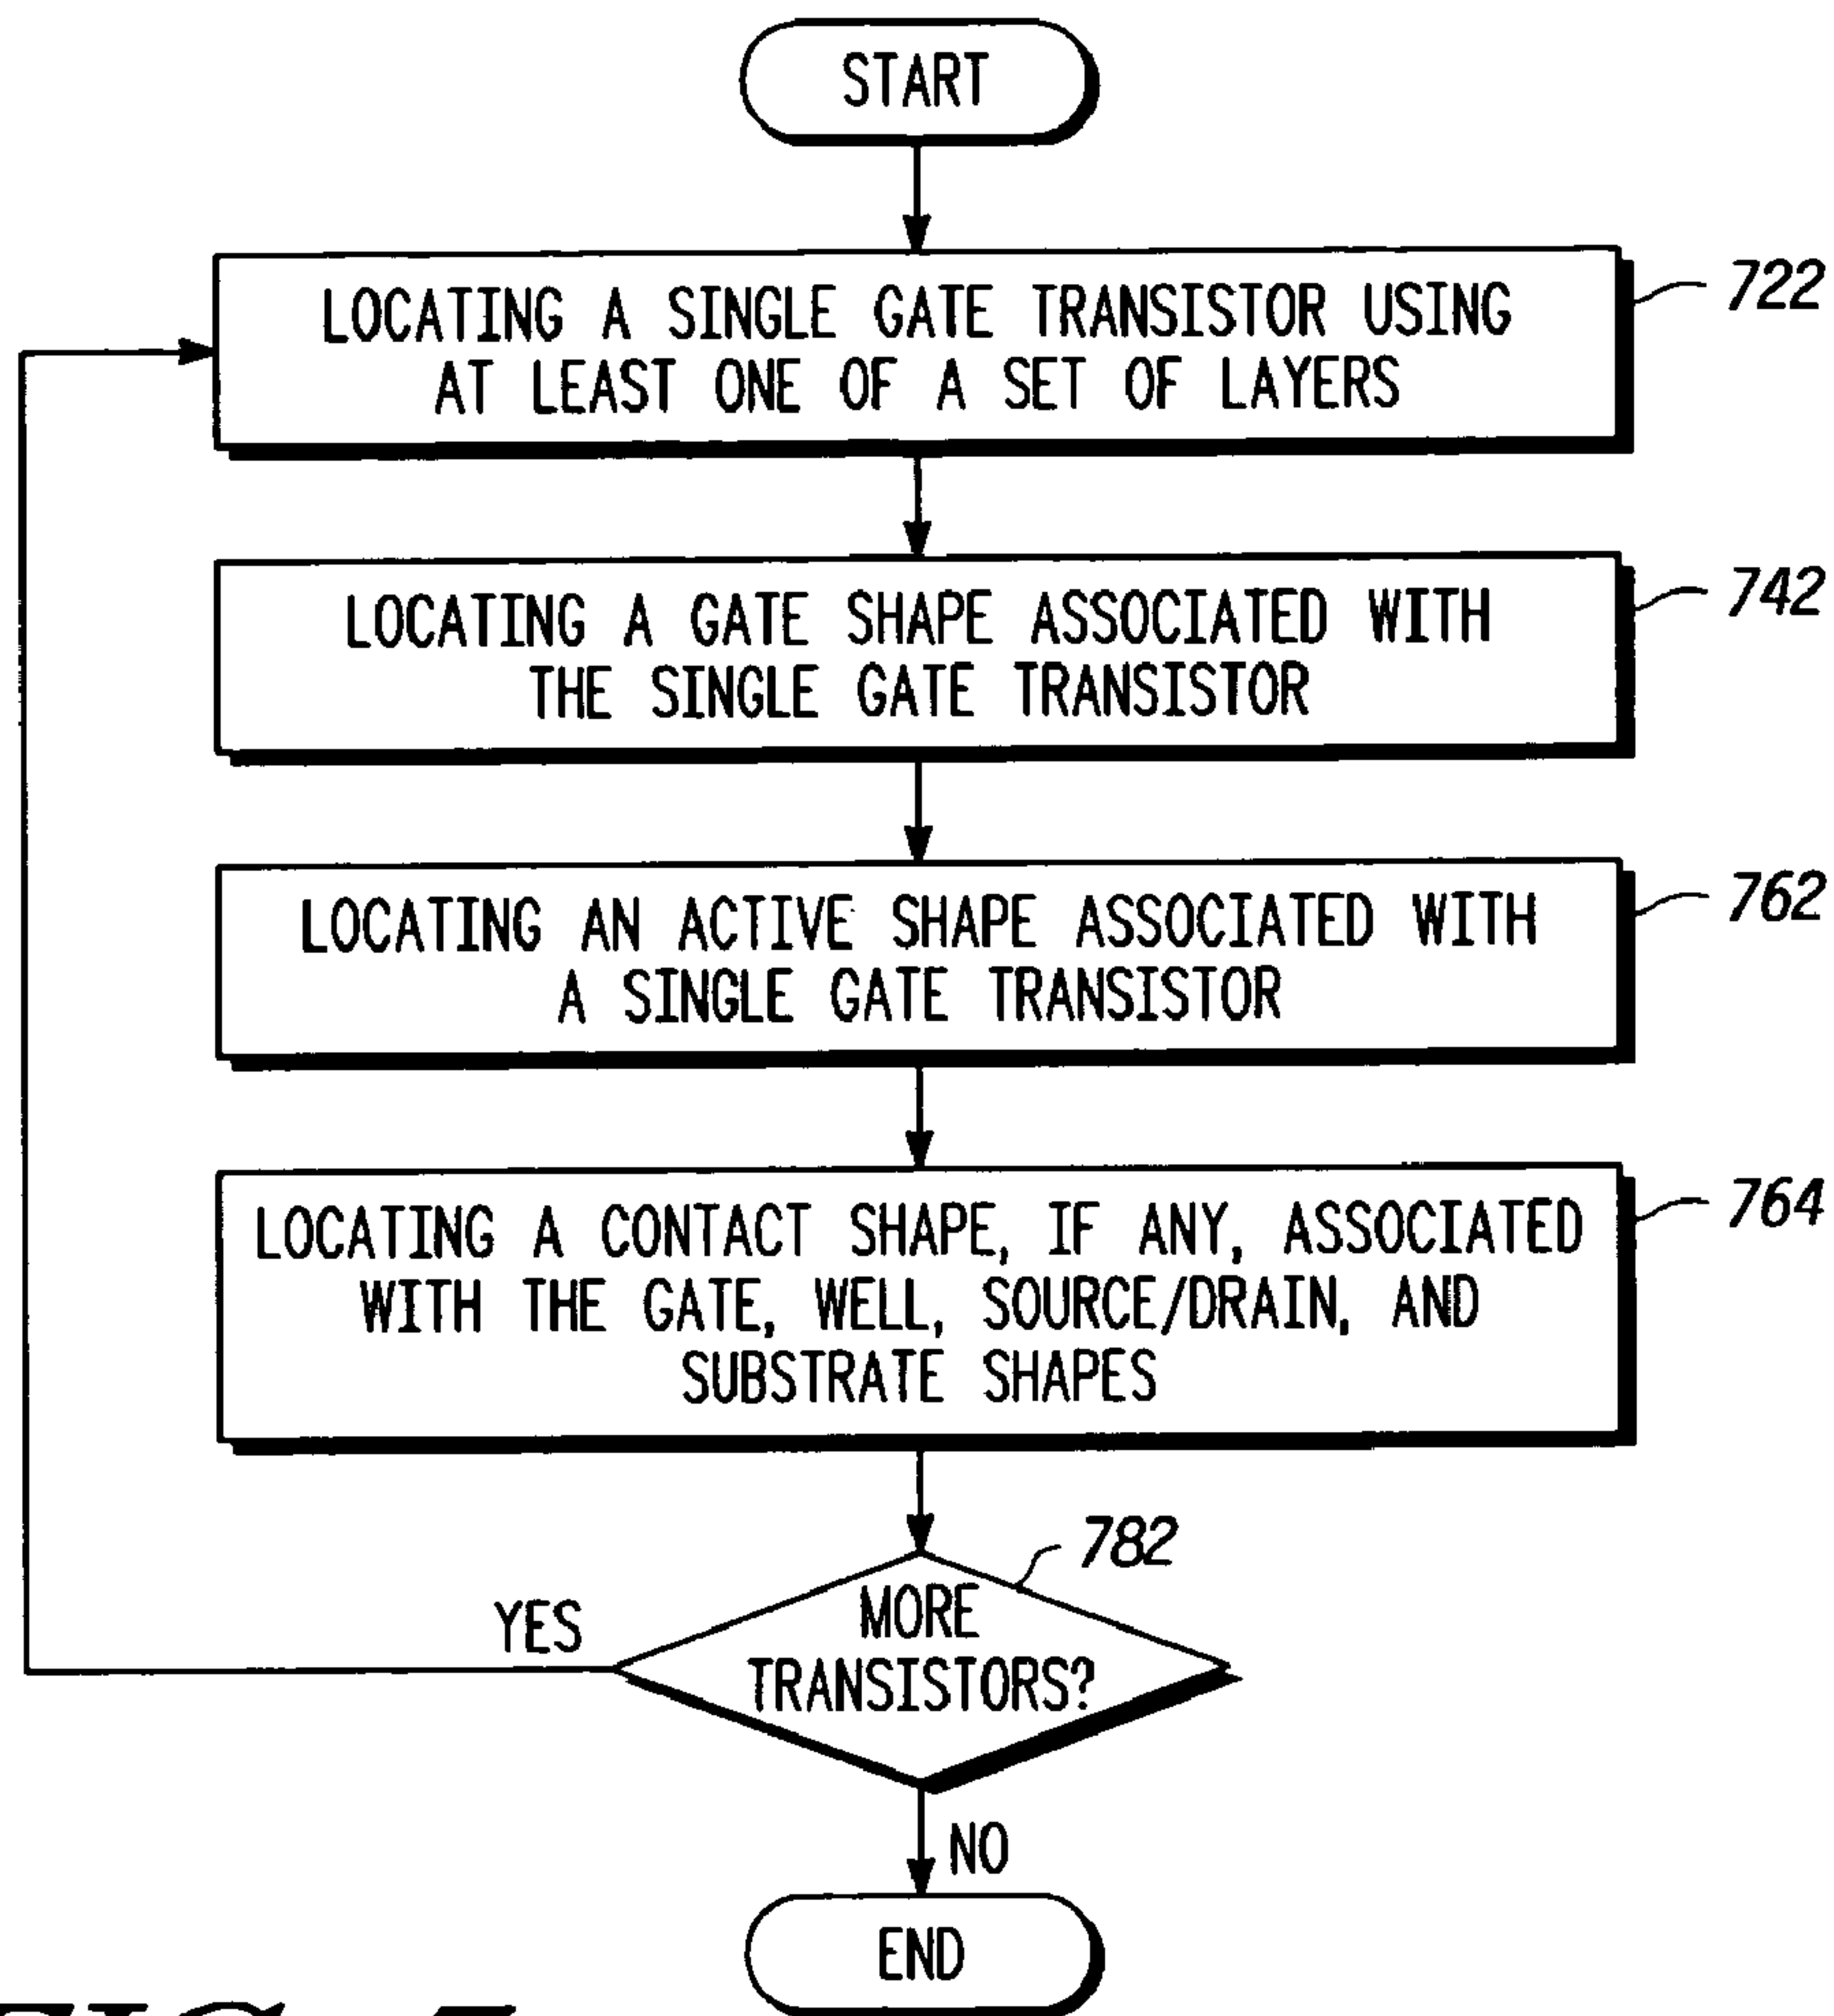 START
LOCATING A SINGLE GATE TRANSISTOR USING
AT LEAST ONE OF A SET OF LAYERS
722
LOCATING A GATE SHAPE ASSOCIATED WITH
THE SINGLE GATE TRANSISTOR
742
LOCATING AN ACTIVE SHAPE ASSOCIATED WITH
A SINGLE GATE TRANSISTOR
762
LOCATING A CONTACT SHAPE, IF ANY, ASSOCIATED
WITH THE GATE, WELL, SOURCE/DRAIN, AND
SUBSTRATE SHAPES
764
782
MORE
TRANSISTORS?
YES
NO
END